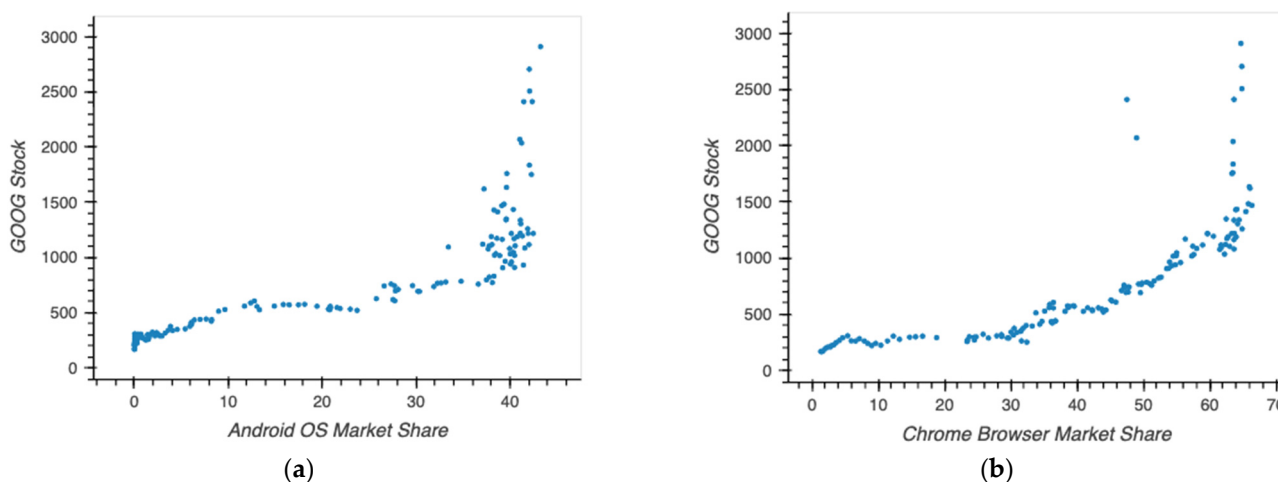 3000
2500
2000
1500
1000
500
0
GOOG Stock
0 10 20 30 40
Android OS Market Share
(a)
3000
2500
2000
1500
1000
500
0
GOOG Stock
0 10 20 30 40 50 60 70
Chrome Browser Market Share
(b)